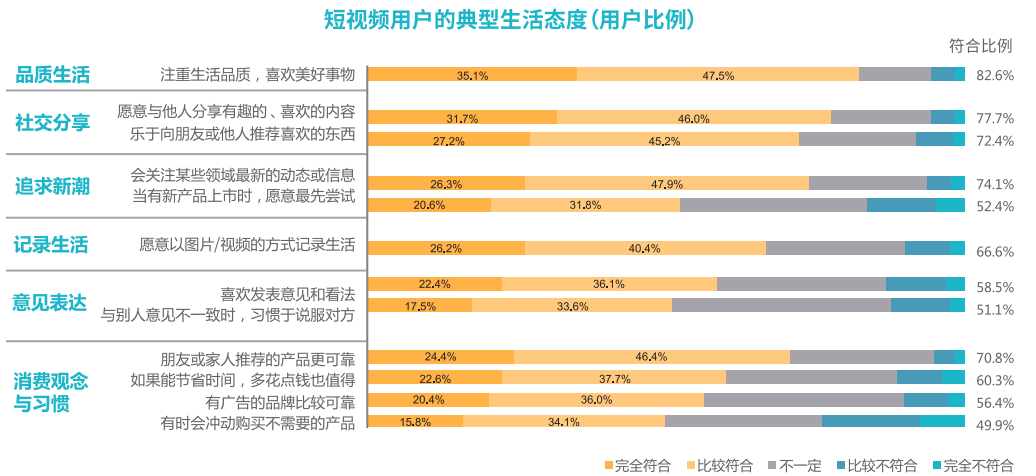 短视频用户的典型生活态度(用户比例)
符合比例
品质生活
注重生活品质，喜欢美好事物
35.1%
47.5%
82.6%
社交分享
愿意与他人分享有趣的、喜欢的内容
31.7%
46.0%
77.7%
乐于向朋友或他人推荐喜欢的东西
27.2%
45.2%
72.4%
追求新潮
会关注某些领域最新的动态或信息
26.3%
47.9%
74.1%
当有新产品上市时，愿意最先尝试
20.6%
31.8%
52.4%
记录生活
愿意以图片/视频的方式记录生活
26.2%
40.4%
66.6%
意见表达
喜欢发表意见和看法
22.4%
36.1%
58.5%
与别人意见不一致时，习惯于说服对方
17.5%
33.6%
51.1%
消费观念
与习惯
朋友或家人推荐的产品更可靠
24.4%
46.4%
70.8%
如果能节省时间，多花点钱也值得
22.6%
37.7%
60.3%
有广告的品牌比较可靠
20.4%
36.0%
56.4%
有时会冲动购买不需要的产品
15.8%
34.1%
49.9%
完全符合
比较符合
不一定
比较不符合
完全不符合